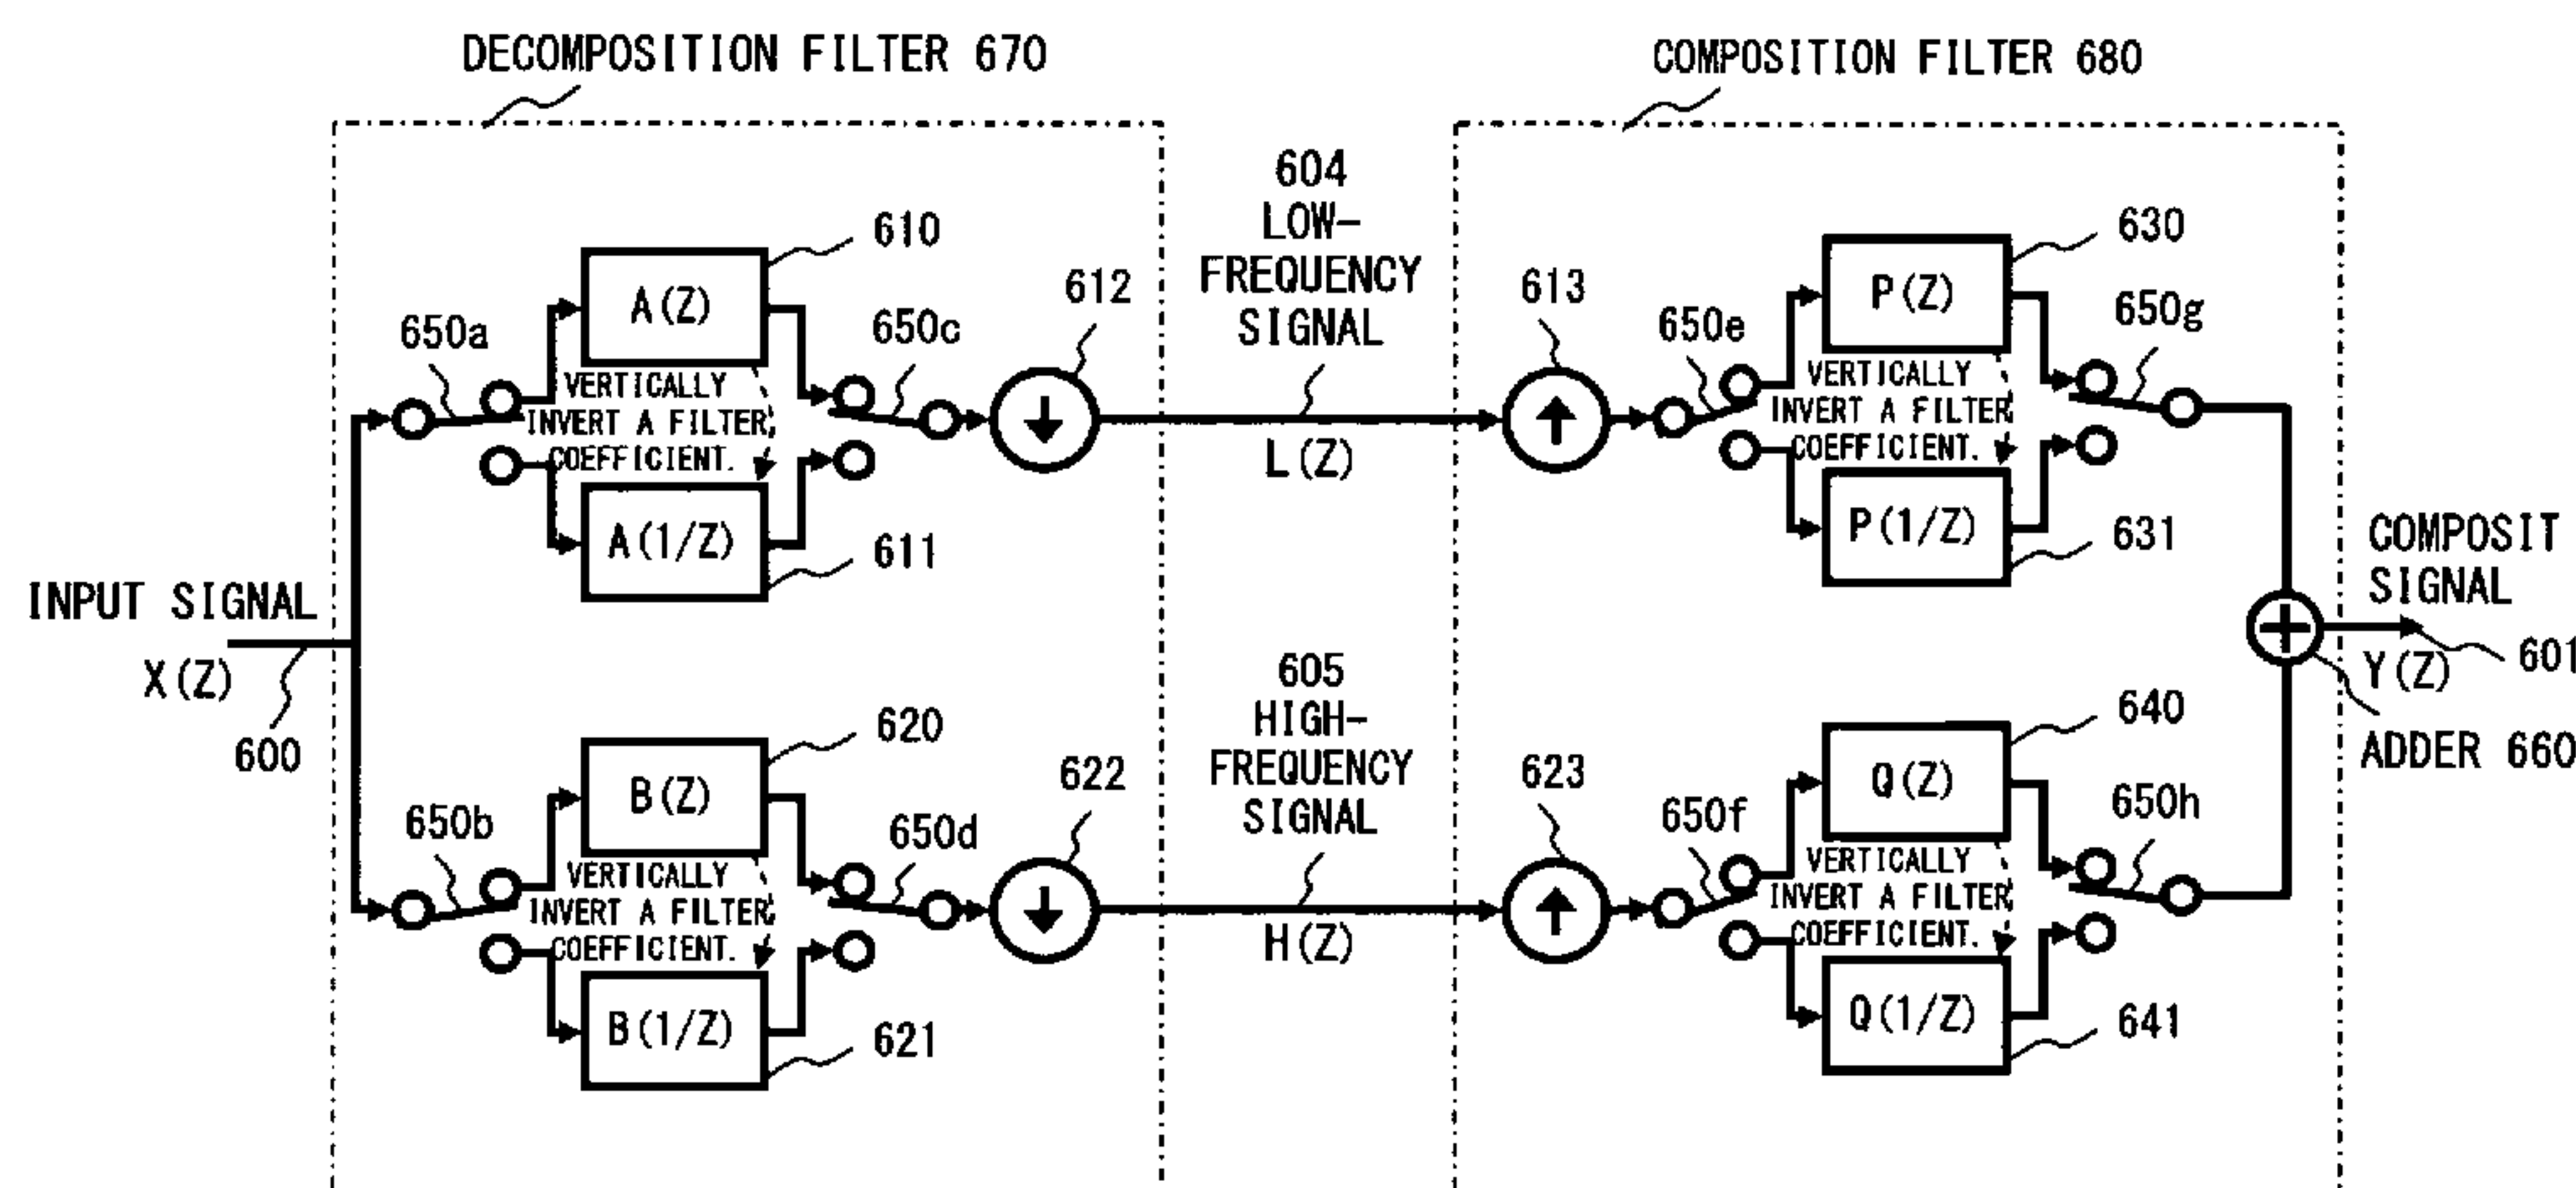 DECOMPOSITION FILTER 670
COMPOSITION FILTER 680
604
LOW-
FREQUENCY
SIGNAL
L(Z)
610
A(Z)
650a
VERTICALLY
INVERT A FILTER
COEFFICIENT.
650c
612
A(1/Z)
611
613
650e
630
P(Z)
650g
VERTICALLY
INVERT A FILTER
COEFFICIENT.
P(1/Z)
631
INPUT SIGNAL
X(Z)
600
COMPOSIT
SIGNAL
601
Y(Z)
ADDER 660
605
HIGH-
FREQUENCY
SIGNAL
H(Z)
620
B(Z)
650b
VERTICALLY
INVERT A FILTER
COEFFICIENT.
650d
622
B(1/Z)
621
623
650f
640
Q(Z)
650h
VERTICALLY
INVERT A FILTER
COEFFICIENT.
Q(1/Z)
641